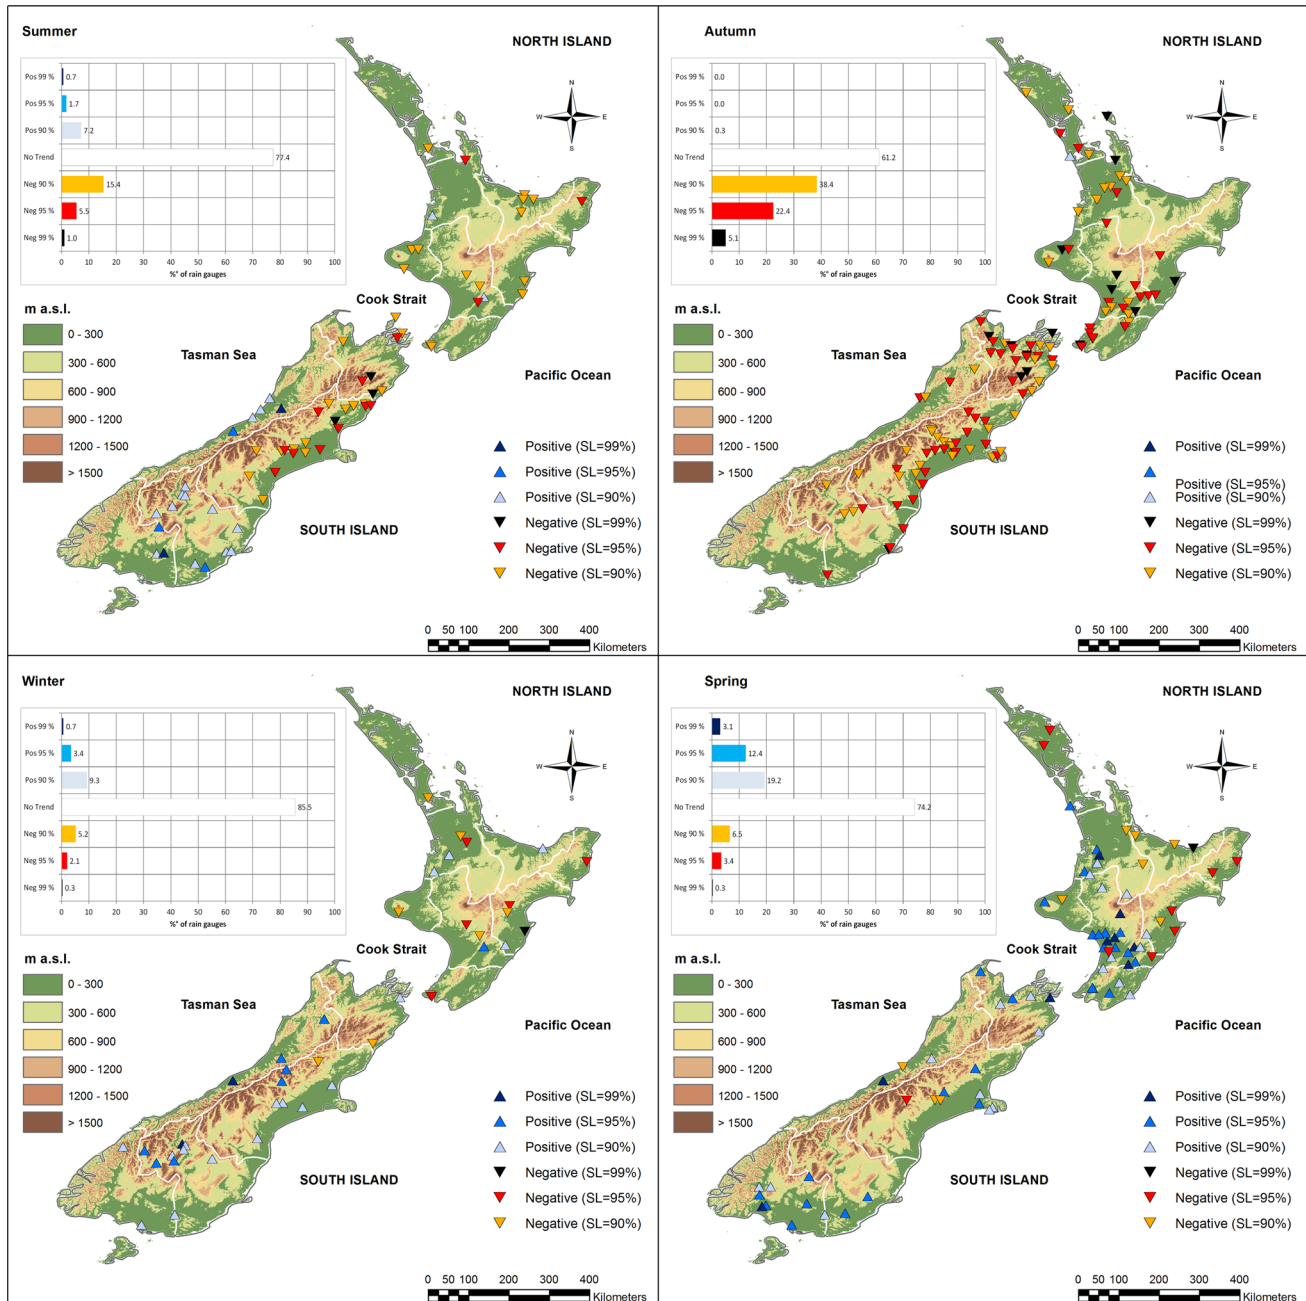 Summer
NORTH ISLAND
Pos 99 % 0.7
Pos 95 % 1.7
Pos 90 % 7.2
No Trend 77.4
Neg 90 % 15.4
Neg 95 % 5.5
Neg 99 % 1.0
0 10 20 30 40 50 60 70 80 90 100
%° of rain gauges
N
W E
S
Cook Strait
m a.s.l.
0 - 300
300 - 600
600 - 900
900 - 1200
1200 - 1500
> 1500
Tasman Sea
Pacific Ocean
SOUTH ISLAND
Positive (SL=99%)
Positive (SL=95%)
Positive (SL=90%)
Negative (SL=99%)
Negative (SL=95%)
Negative (SL=90%)
0 50 100 200 300 400
Kilometers
Autumn
NORTH ISLAND
Pos 99 % 0.0
Pos 95 % 0.0
Pos 90 % 0.3
No Trend 61.2
Neg 90 % 38.4
Neg 95 % 22.4
Neg 99 % 5.1
0 10 20 30 40 50 60 70 80 90 100
%° of rain gauges
N
W E
S
Cook Strait
m a.s.l.
0 - 300
300 - 600
600 - 900
900 - 1200
1200 - 1500
> 1500
Tasman Sea
Pacific Ocean
SOUTH ISLAND
Positive (SL=99%)
Positive (SL=95%)
Positive (SL=90%)
Negative (SL=99%)
Negative (SL=95%)
Negative (SL=90%)
0 50 100 200 300 400
Kilometers
Winter
NORTH ISLAND
Pos 99 % 0.7
Pos 95 % 3.4
Pos 90 % 9.3
No Trend 85.5
Neg 90 % 5.2
Neg 95 % 2.1
Neg 99 % 0.3
0 10 20 30 40 50 60 70 80 90 100
%° of rain gauges
N
W E
S
Cook Strait
m a.s.l.
0 - 300
300 - 600
600 - 900
900 - 1200
1200 - 1500
> 1500
Tasman Sea
Pacific Ocean
SOUTH ISLAND
Positive (SL=99%)
Positive (SL=95%)
Positive (SL=90%)
Negative (SL=99%)
Negative (SL=95%)
Negative (SL=90%)
0 50 100 200 300 400
Kilometers
Spring
NORTH ISLAND
Pos 99 % 3.1
Pos 95 % 12.4
Pos 90 % 19.2
No Trend 74.2
Neg 90 % 6.5
Neg 95 % 3.4
Neg 99 % 0.3
0 10 20 30 40 50 60 70 80 90 100
%° of rain gauges
N
W E
S
Cook Strait
m a.s.l.
0 - 300
300 - 600
600 - 900
900 - 1200
1200 - 1500
> 1500
Tasman Sea
Pacific Ocean
SOUTH ISLAND
Positive (SL=99%)
Positive (SL=95%)
Positive (SL=90%)
Negative (SL=99%)
Negative (SL=95%)
Negative (SL=90%)
0 50 100 200 300 400
Kilometers